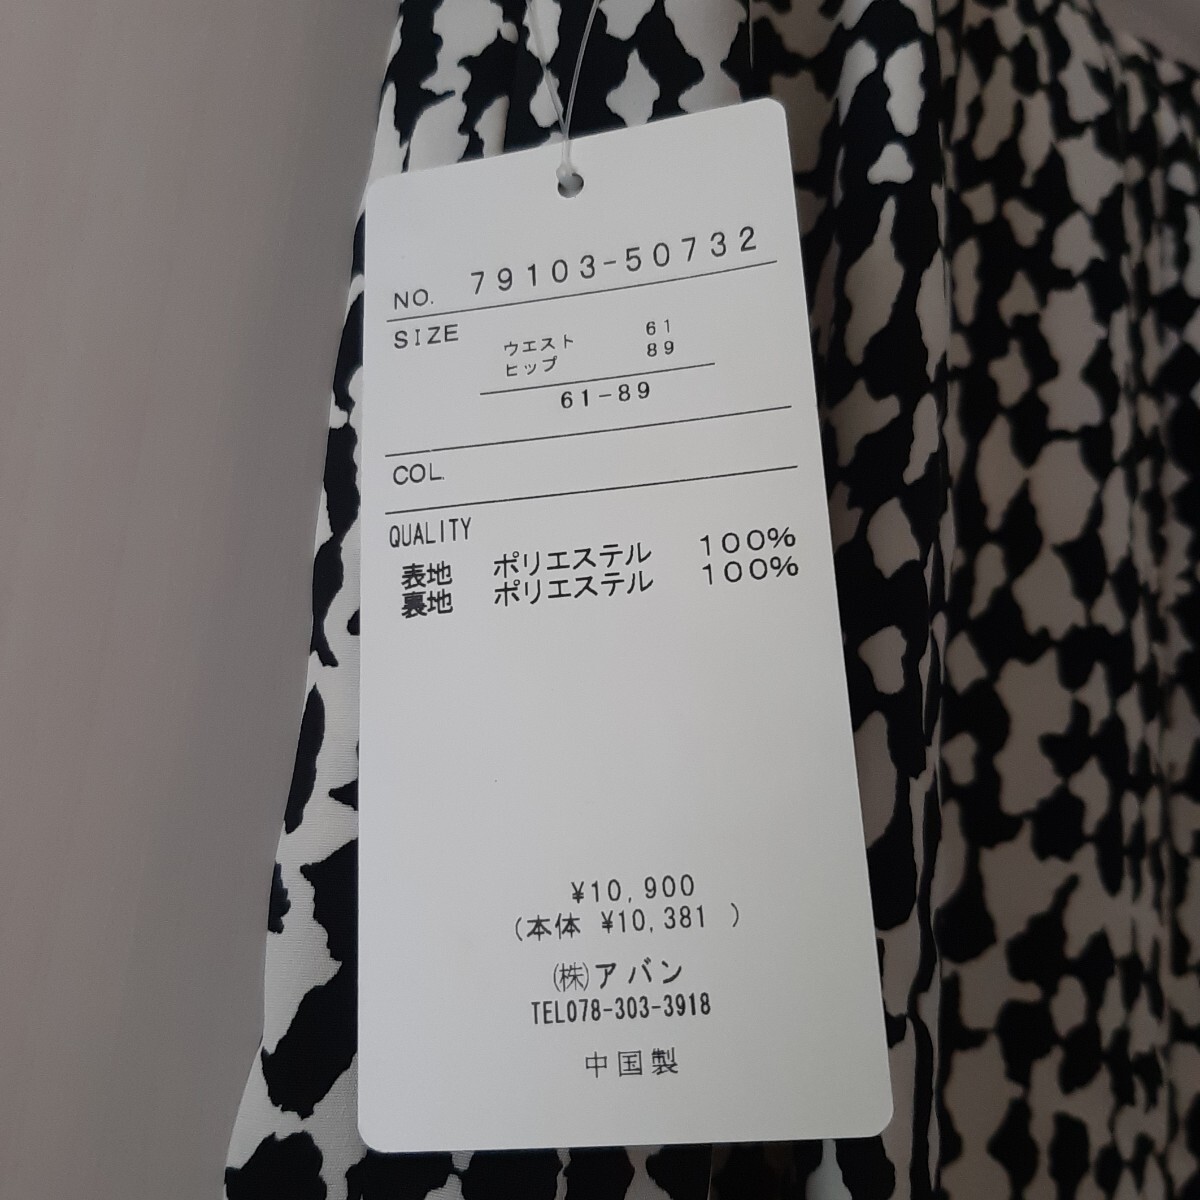 NO. 79103-50732
SIZE
ウエスト 61
ヒップ 89
61-89
COL.
QUALITY
表地 ポリエステル 100%
裏地 ポリエステル 100%
¥10,900
(本体 ¥10,381 )
㈱アバン
TEL078-303-3918
中国製